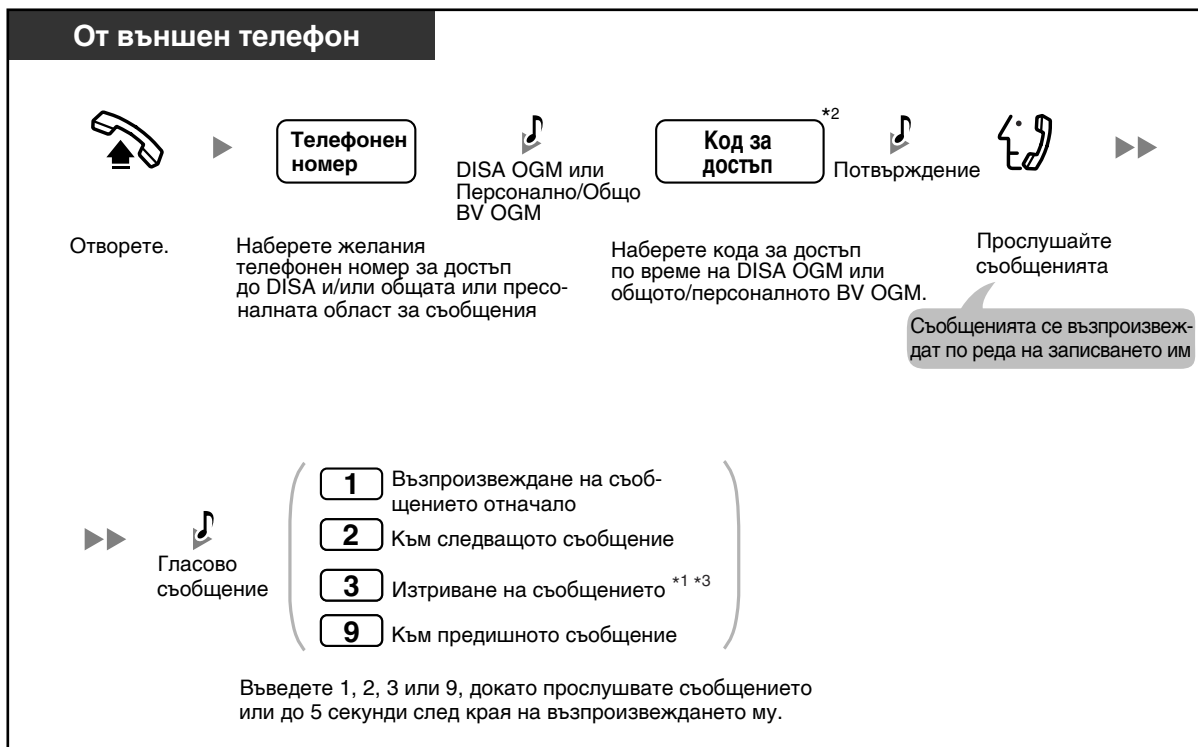 От външен телефон
Телефонен
номер
DISA OGM или
Персонално/Общо
BV OGM
Код за
достъп
*2
Потвърждение
Отворете.
Наберете желания
телефонен номер за достъп
до DISA и/или общата или пресо-
налната област за съобщения
Наберете кода за достъп
по време на DISA OGM или
общото/персоналното BV OGM.
Прослушайте
съобщенията
Съобщенията се възпроизвеж-
дат по реда на записването им
Гласово
съобщение
1 Възпроизвеждане на съоб-
щението отначало
2 Към следващото съобщение
3 Изтриване на съобщението *1 *3
9 Към предишното съобщение
Въведете 1, 2, 3 или 9, докато прослушвате съобщението
или до 5 секунди след края на възпроизвеждането му.